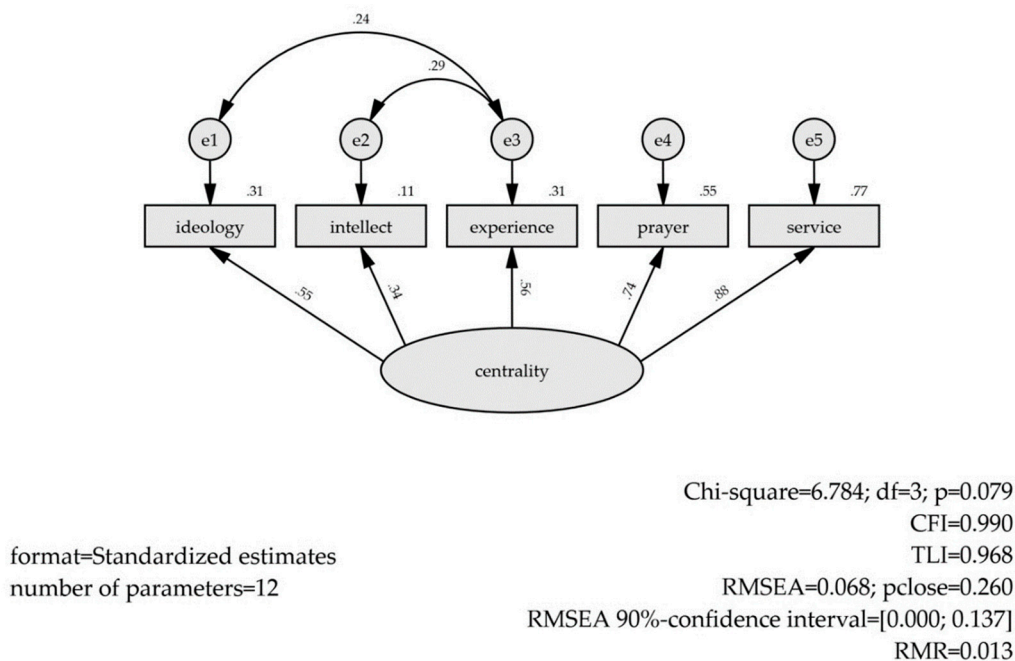 .24
.29
e1 e2 e3 e4 e5
.31 .11 .31 .55 .77
ideology intellect experience prayer service
.55 .34 .56 .74 .88
centrality
Chi-square=6.784; df=3; p=0.079
CFI=0.990
TLI=0.968
format=Standardized estimates
number of parameters=12
RMSEA=0.068; pclose=0.260
RMSEA 90%-confidence interval=[0.000; 0.137]
RMR=0.013